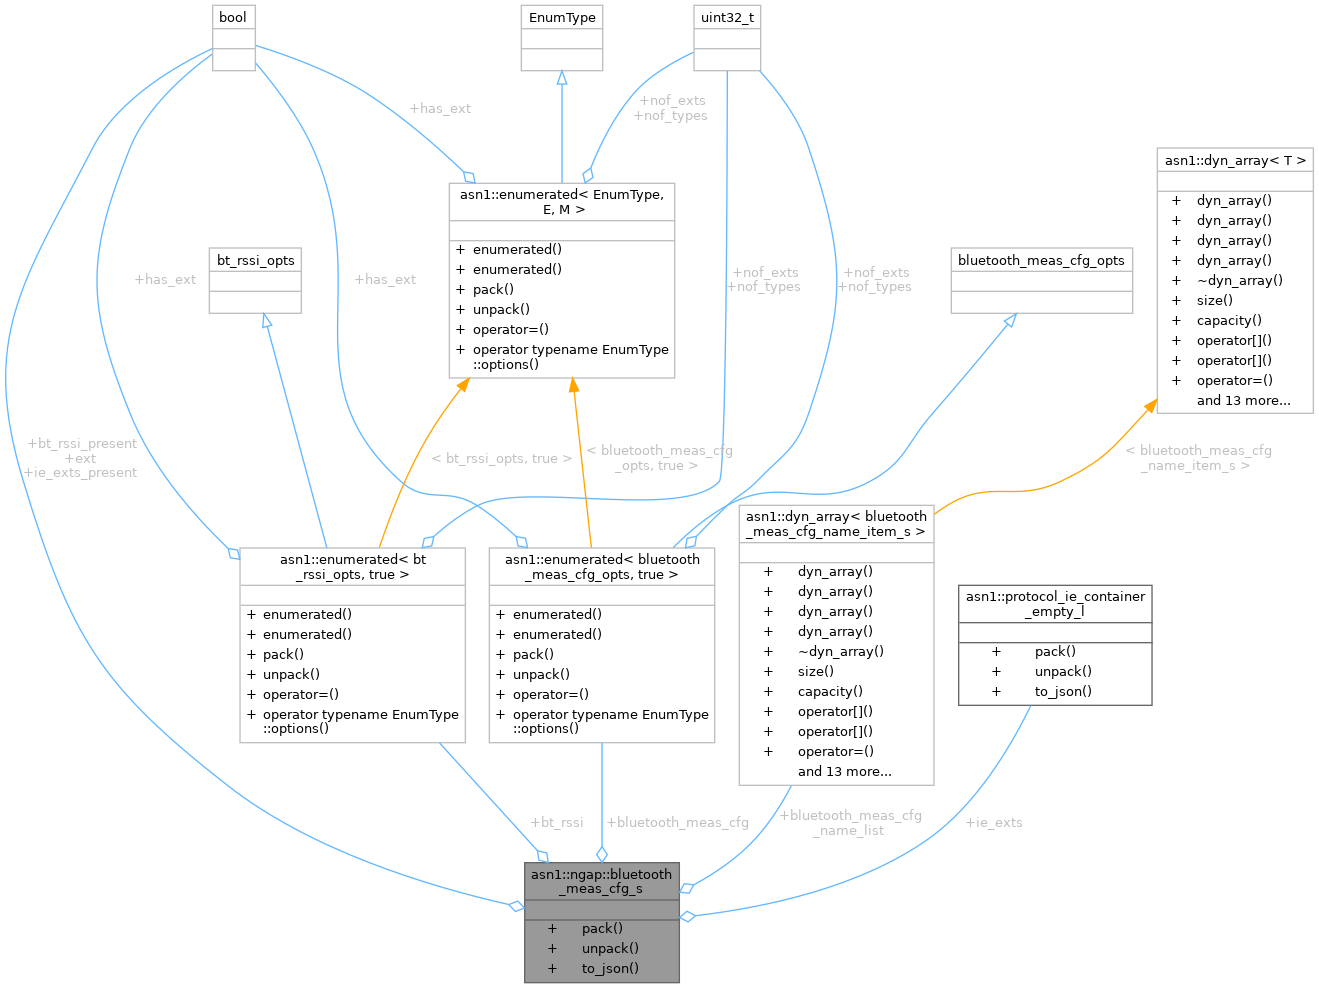 bool
EnumType
uint32_t
+has_ext
+nof_exts
+nof_types
asn1::dyn_array< T >
+ dyn_array()
+ dyn_array()
+ dyn_array()
+ dyn_array()
+ ~dyn_array()
+ size()
+ capacity()
+ operator[]()
+ operator[]()
+ operator=()
and 13 more...
asn1::enumerated< EnumType,
E, M >
+ enumerated()
+ enumerated()
+ pack()
+ unpack()
+ operator=()
+ operator typename EnumType
::options()
bt_rssi_opts
bluetooth_meas_cfg_opts
+has_ext
+has_ext
+nof_exts
+nof_types
+nof_exts
+nof_types
+bt_rssi_present
+ext
+ie_exts_present
< bt_rssi_opts, true >
< bluetooth_meas_cfg
_opts, true >
< bluetooth_meas_cfg
_name_item_s >
asn1::enumerated< bt
_rssi_opts, true >
+ enumerated()
+ enumerated()
+ pack()
+ unpack()
+ operator=()
+ operator typename EnumType
::options()
asn1::enumerated< bluetooth
_meas_cfg_opts, true >
+ enumerated()
+ enumerated()
+ pack()
+ unpack()
+ operator=()
+ operator typename EnumType
::options()
asn1::dyn_array< bluetooth
_meas_cfg_name_item_s >
+ dyn_array()
+ dyn_array()
+ dyn_array()
+ dyn_array()
+ ~dyn_array()
+ size()
+ capacity()
+ operator[]()
+ operator[]()
+ operator=()
and 13 more...
asn1::protocol_ie_container
_empty_l
+ pack()
+ unpack()
+ to_json()
+bt_rssi
+bluetooth_meas_cfg
+bluetooth_meas_cfg
_name_list
+ie_exts
asn1::ngap::bluetooth
_meas_cfg_s
+ pack()
+ unpack()
+ to_json()